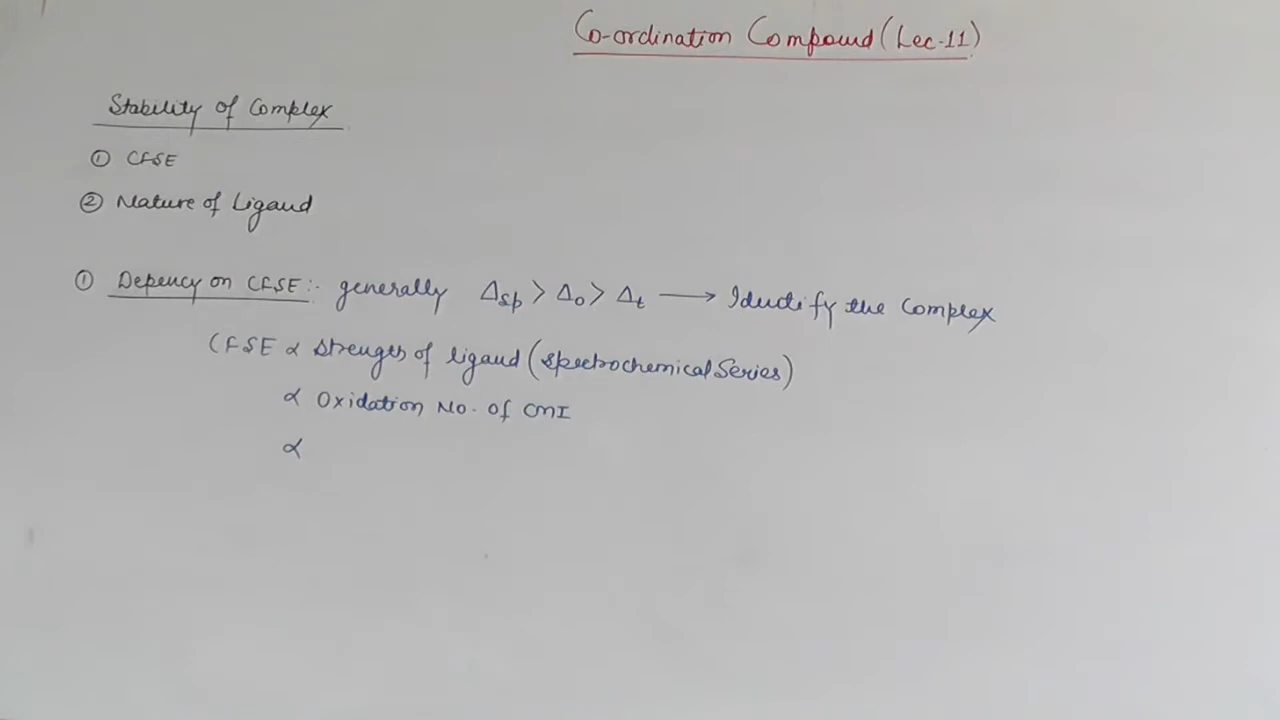 Co-ordination Compound (Lec-11)
Stability of Complex
① CFSE
② Nature of Ligand
① Depency on CFSE:- generally Δsp > Δo > Δt ⟶ Identify the Complex
CFSE ∝ Strength of ligand (Spectrochemical Series)
∝ Oxidation No. of CMI
∝